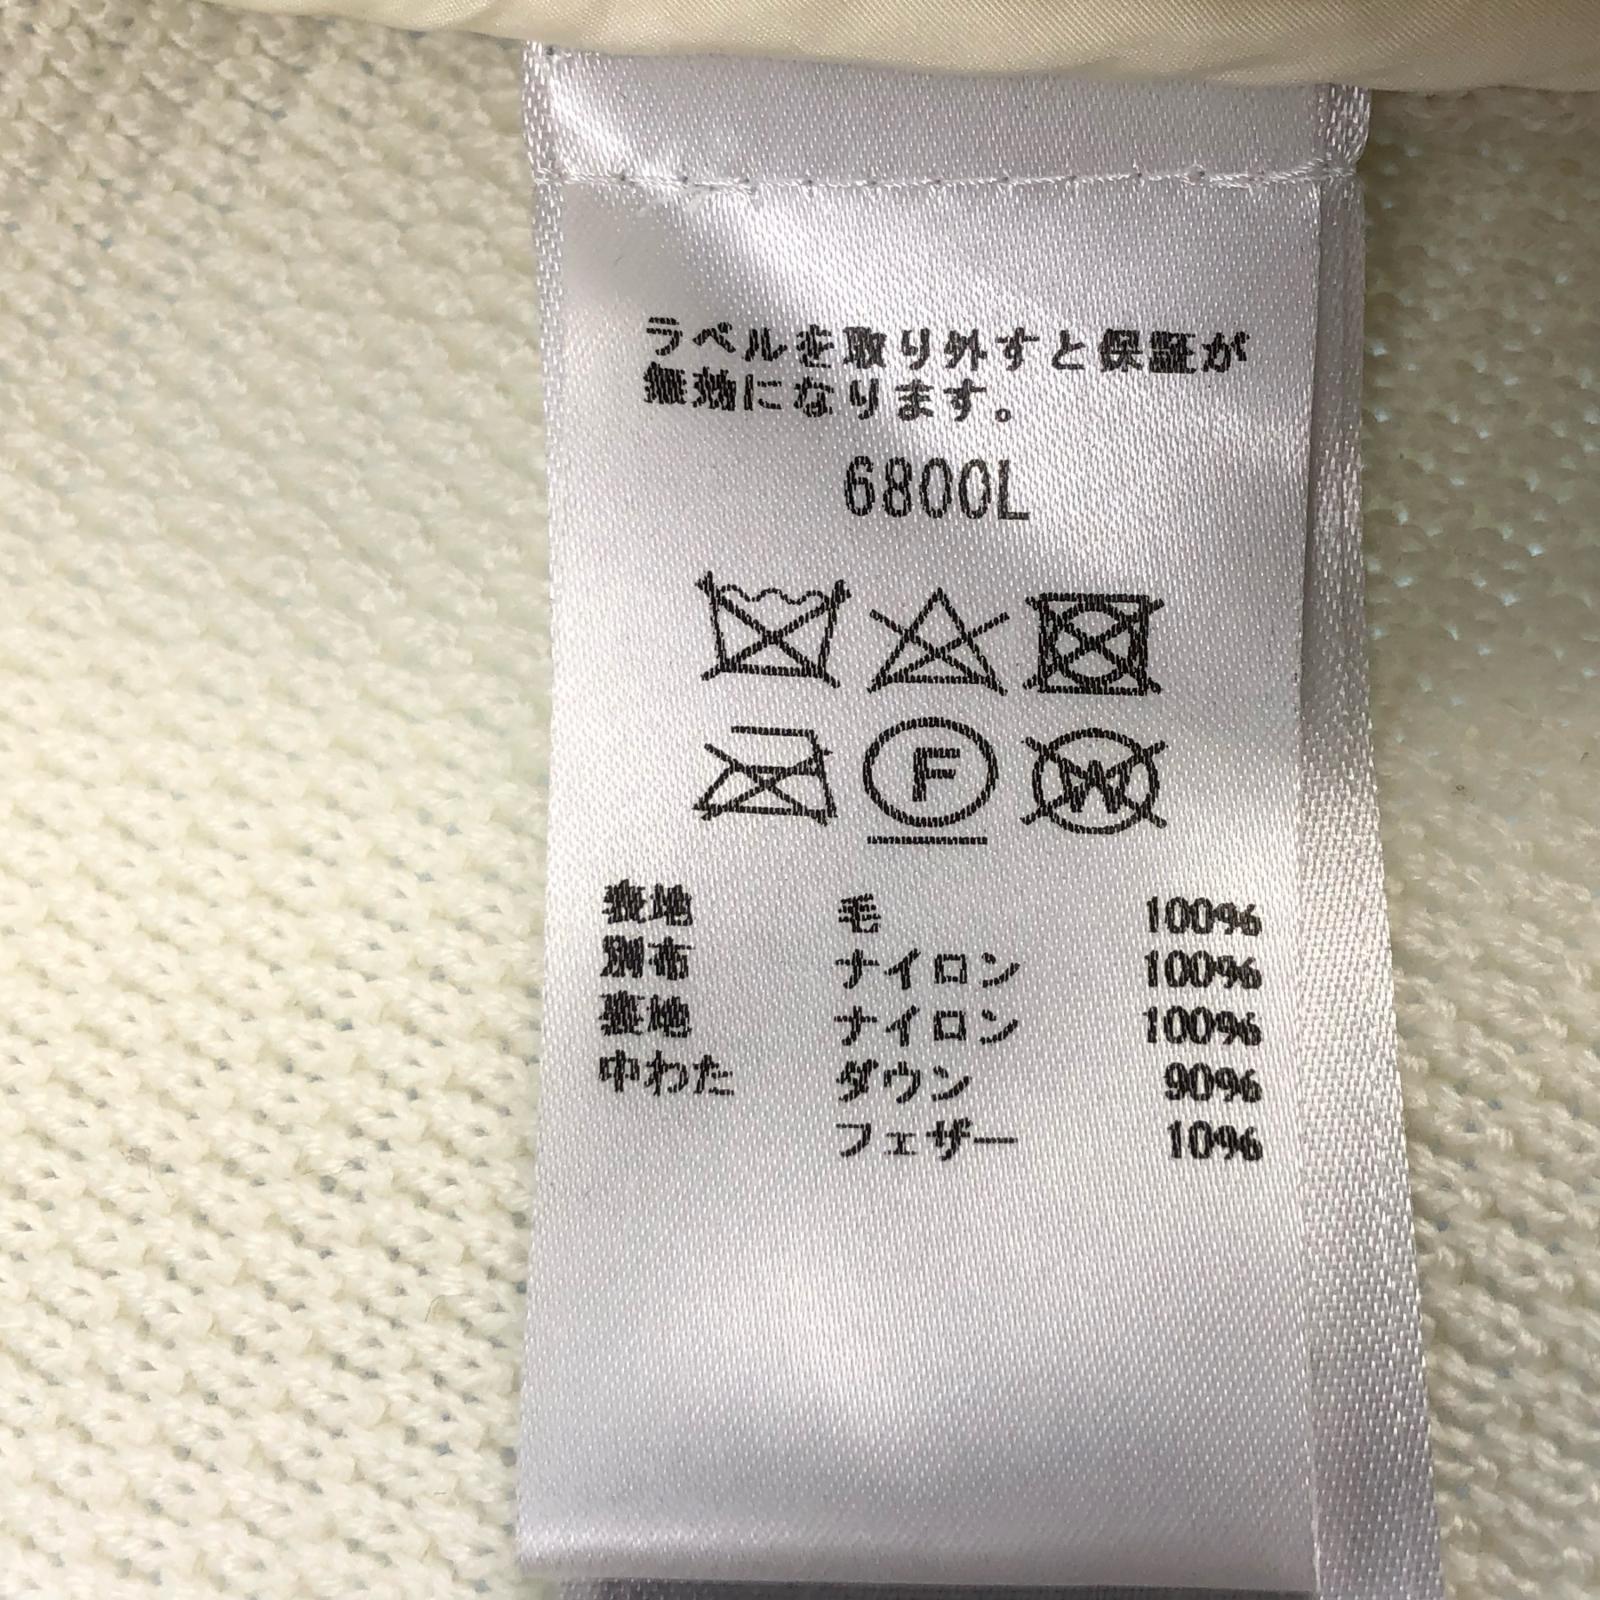 ラベルを取り外すと保証が
無効になります。
6800L
F W
表地 毛 100%
別布 ナイロン 100%
裏地 ナイロン 100%
中わた ダウン 90%
フェザー 10%